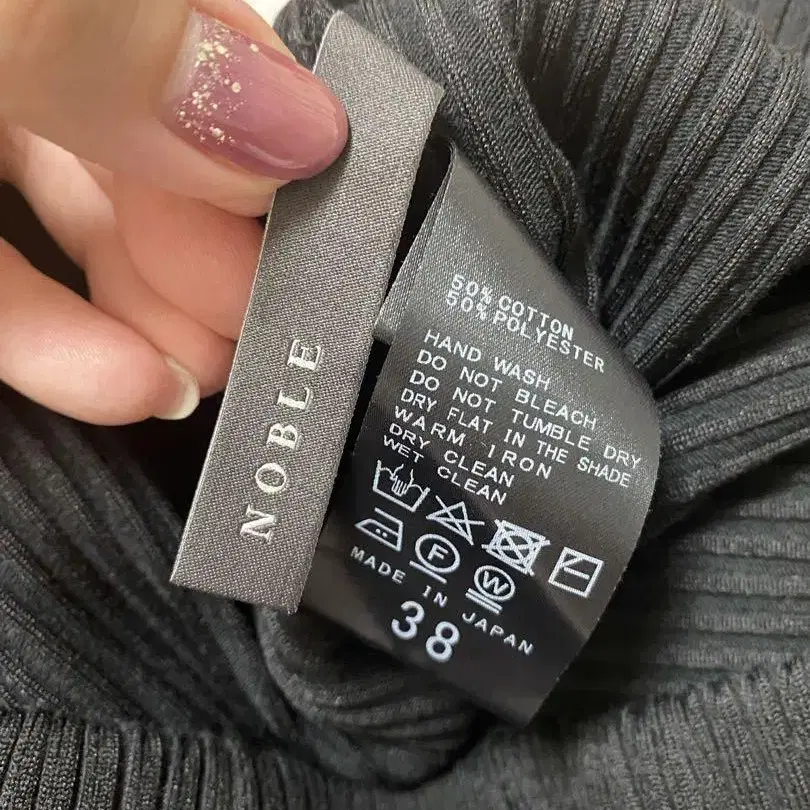 NOBLE
50% COTTON
50% POLYESTER
HAND WASH
DO NOT BLEACH
DO NOT TUMBLE DRY
DRY FLAT IN THE SHADE
WARM IRON
DRY CLEAN
WET CLEAN
F
W
MADE IN JAPAN
38